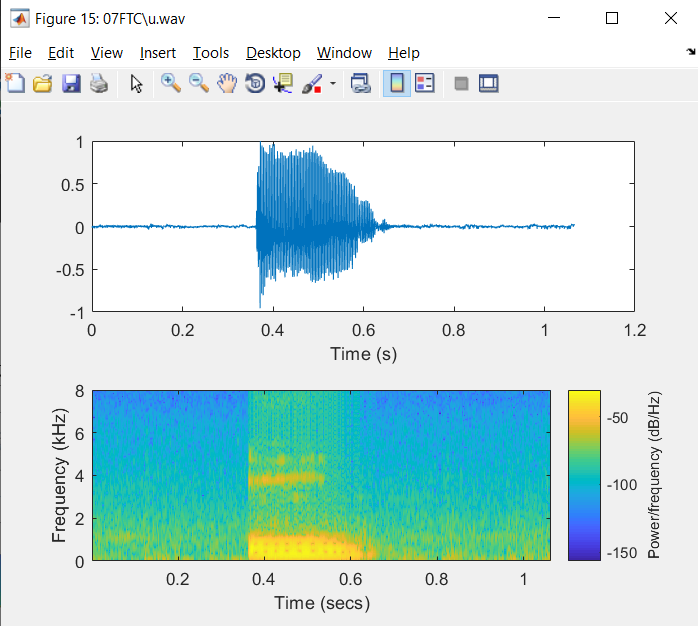 Figure 15: 07FTC\u.wav
File Edit View Insert Tools Desktop Window Help
1
0.5
0
-0.5
-1
0 0.2 0.4 0.6 0.8 1 1.2
Time (s)
8
6
4
2
0
Frequency (kHz)
0.2 0.4 0.6 0.8 1
Time (secs)
-50
-100
-150
Power/frequency (dB/Hz)